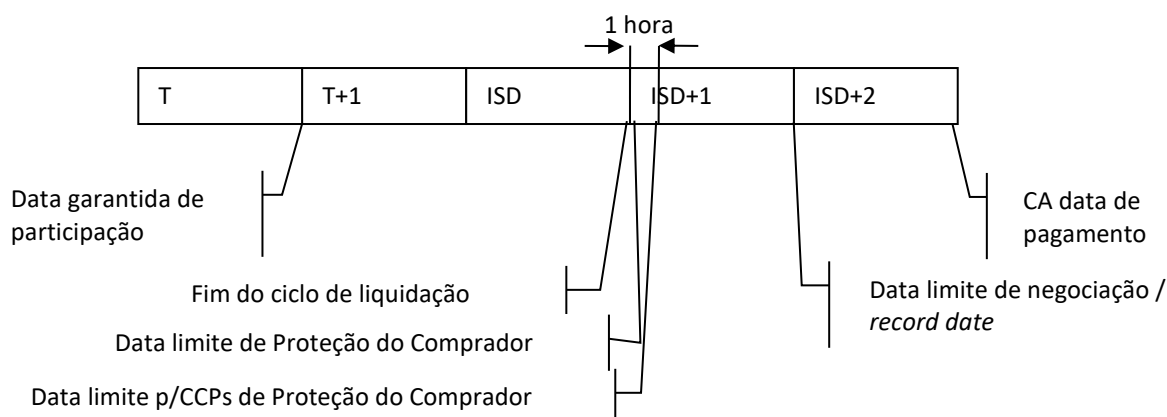 1 hora
T
T+1
ISD
ISD+1
ISD+2
Data garantida de
participação
CA data de
pagamento
Fim do ciclo de liquidação
Data limite de negociação /
record date
Data limite de Proteção do Comprador
Data limite p/CCPs de Proteção do Comprador